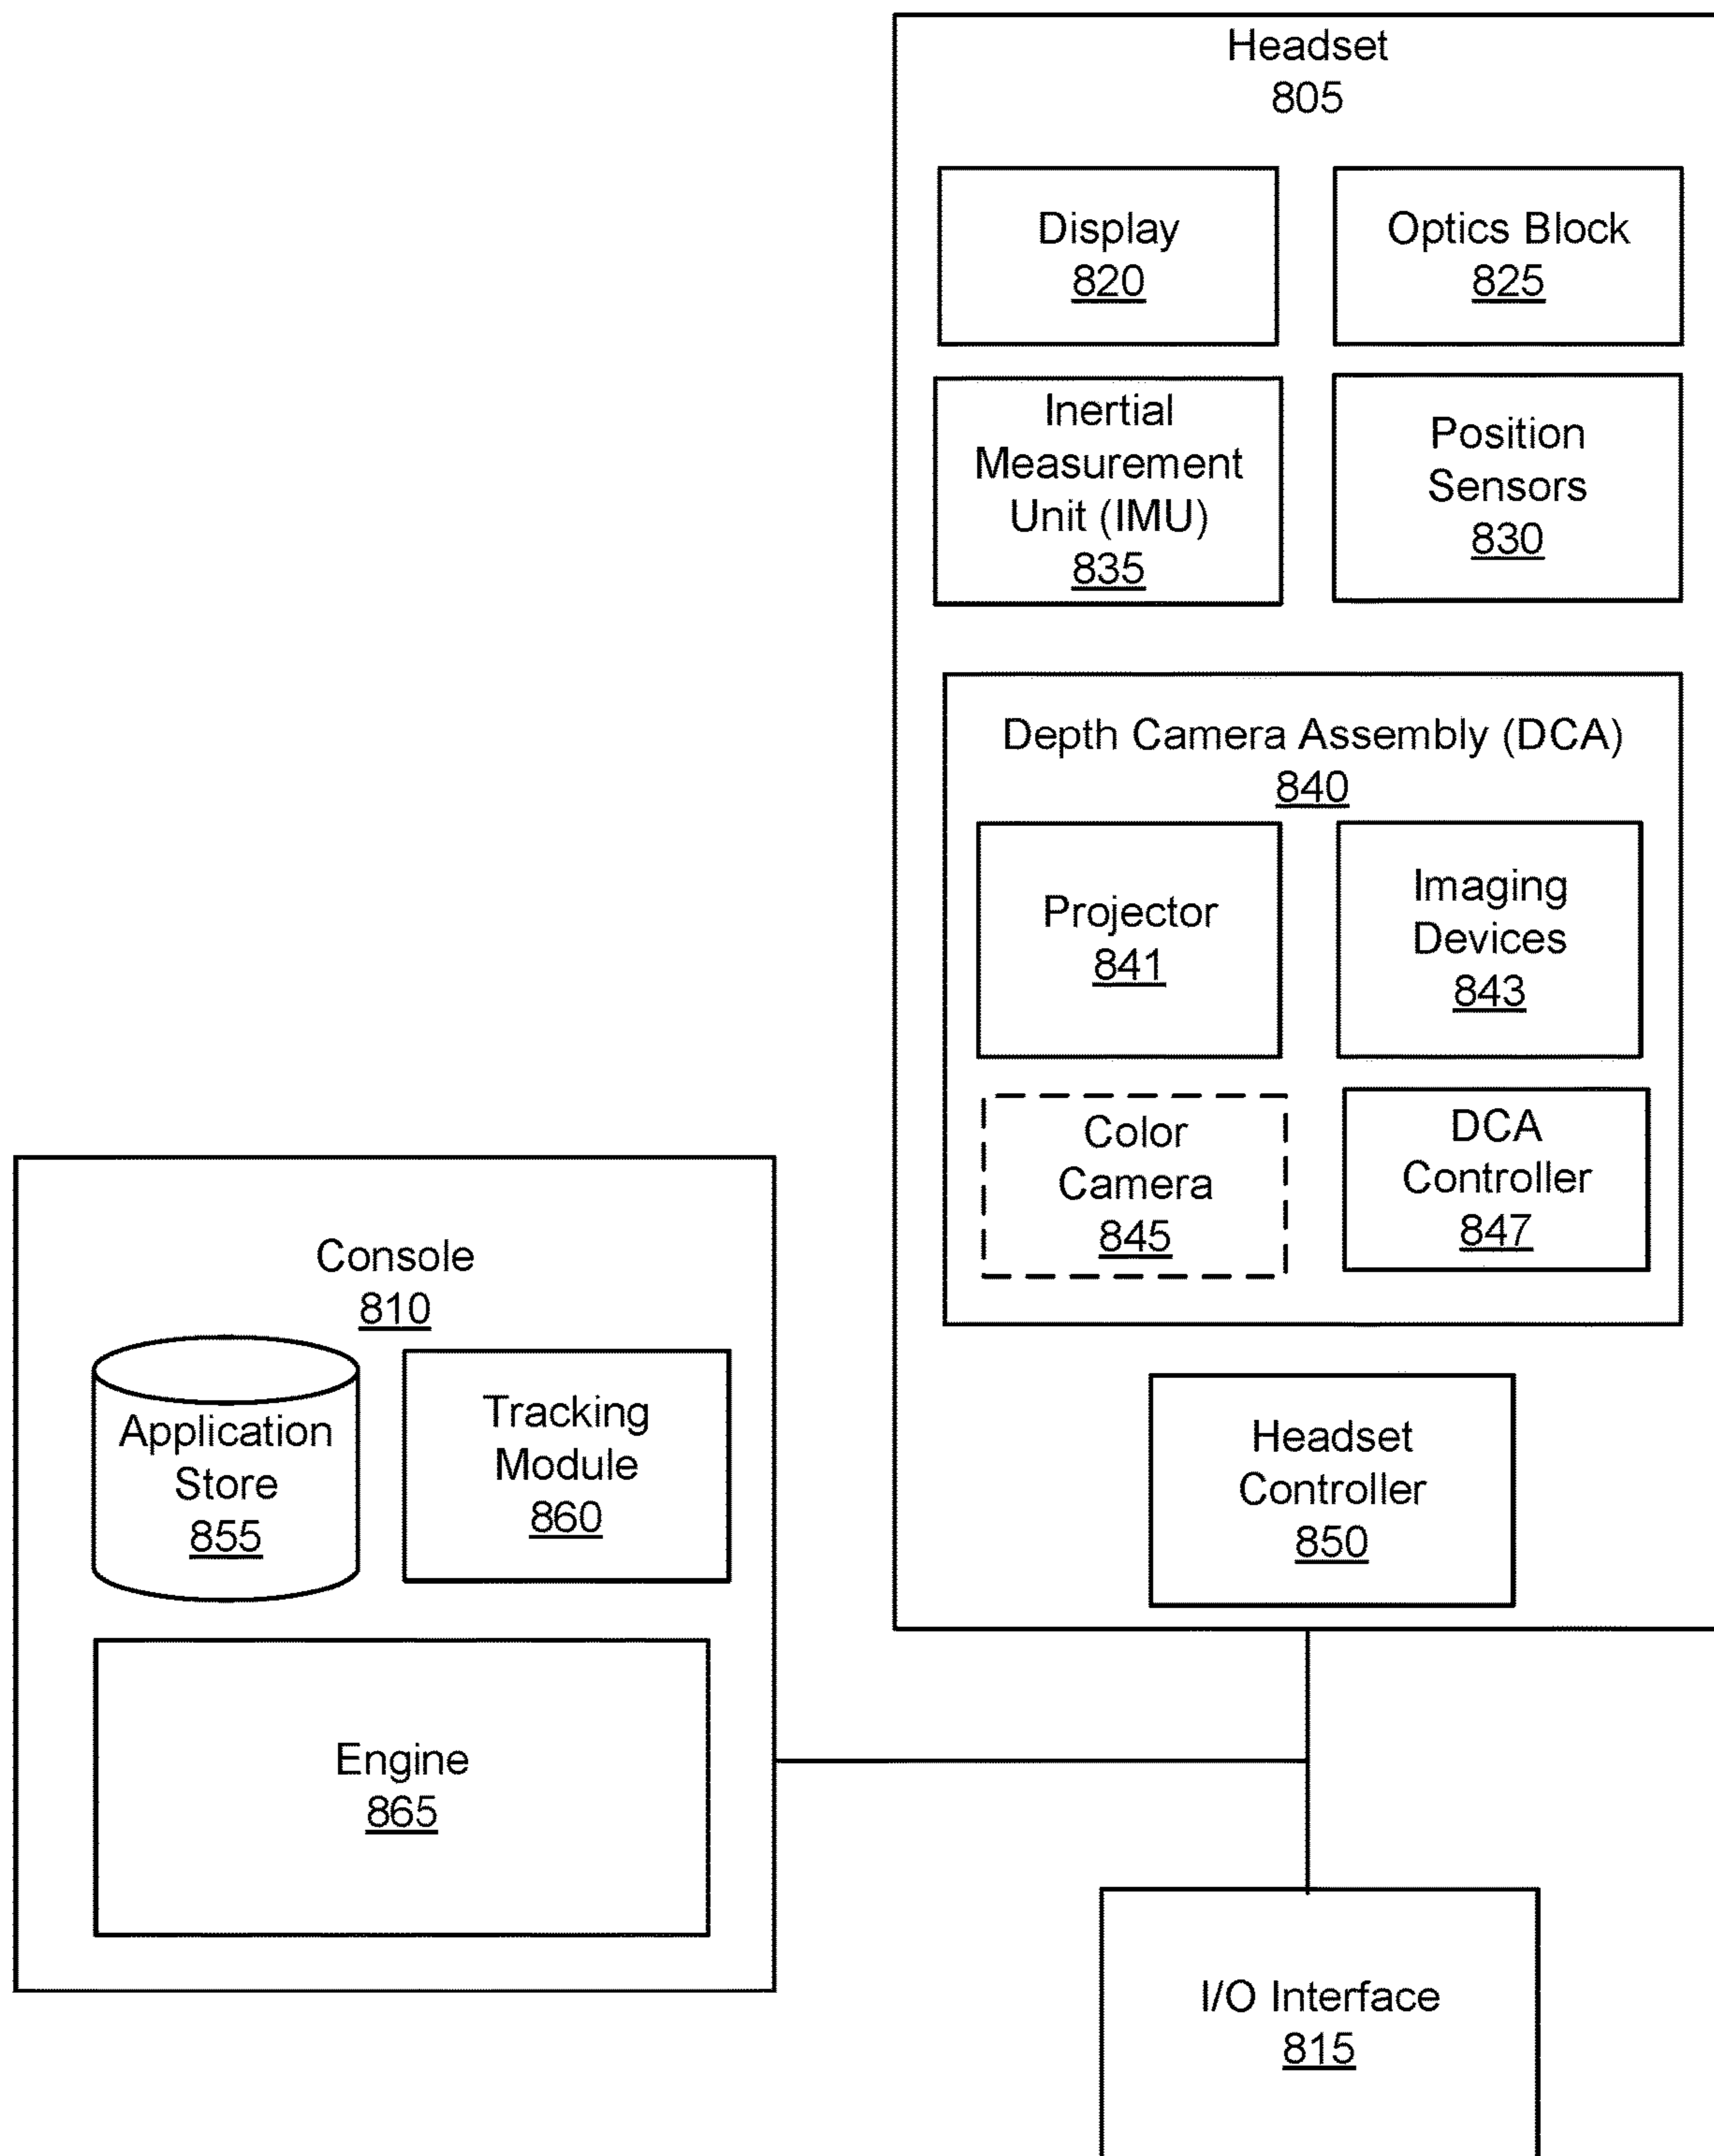 Headset
805
Display
820
Optics Block
825
Inertial
Measurement
Unit (IMU)
835
Position
Sensors
830
Depth Camera Assembly (DCA)
840
Projector
841
Imaging
Devices
843
Color
Camera
845
DCA
Controller
847
Headset
Controller
850
Console
810
Application
Store
855
Tracking
Module
860
Engine
865
I/O Interface
815